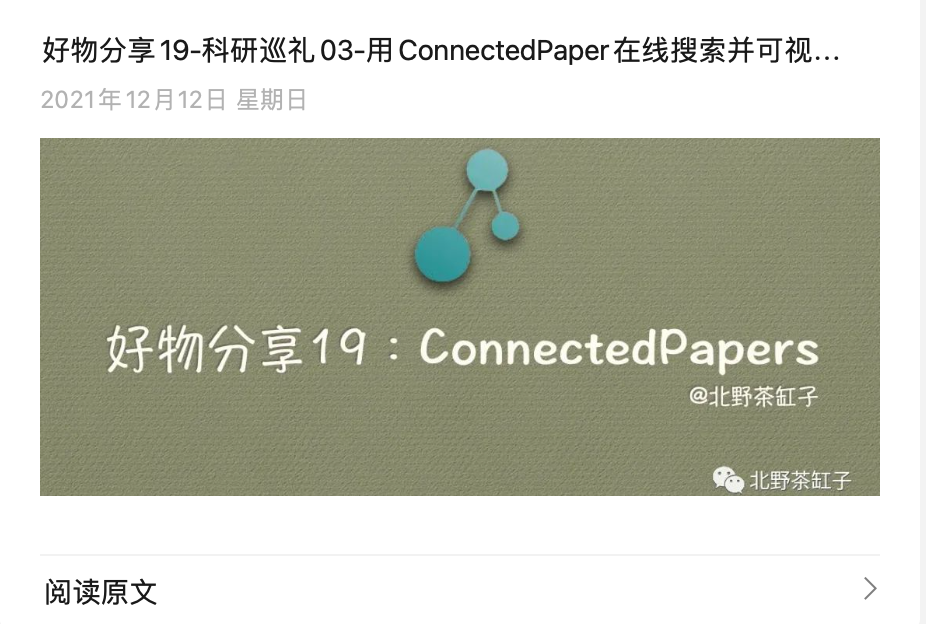 好物分享19-科研巡礼03-用ConnectedPaper在线搜索并可视...
2021年12月12日 星期日
好物分享19：ConnectedPapers
@北野茶缸子
北野茶缸子
阅读原文